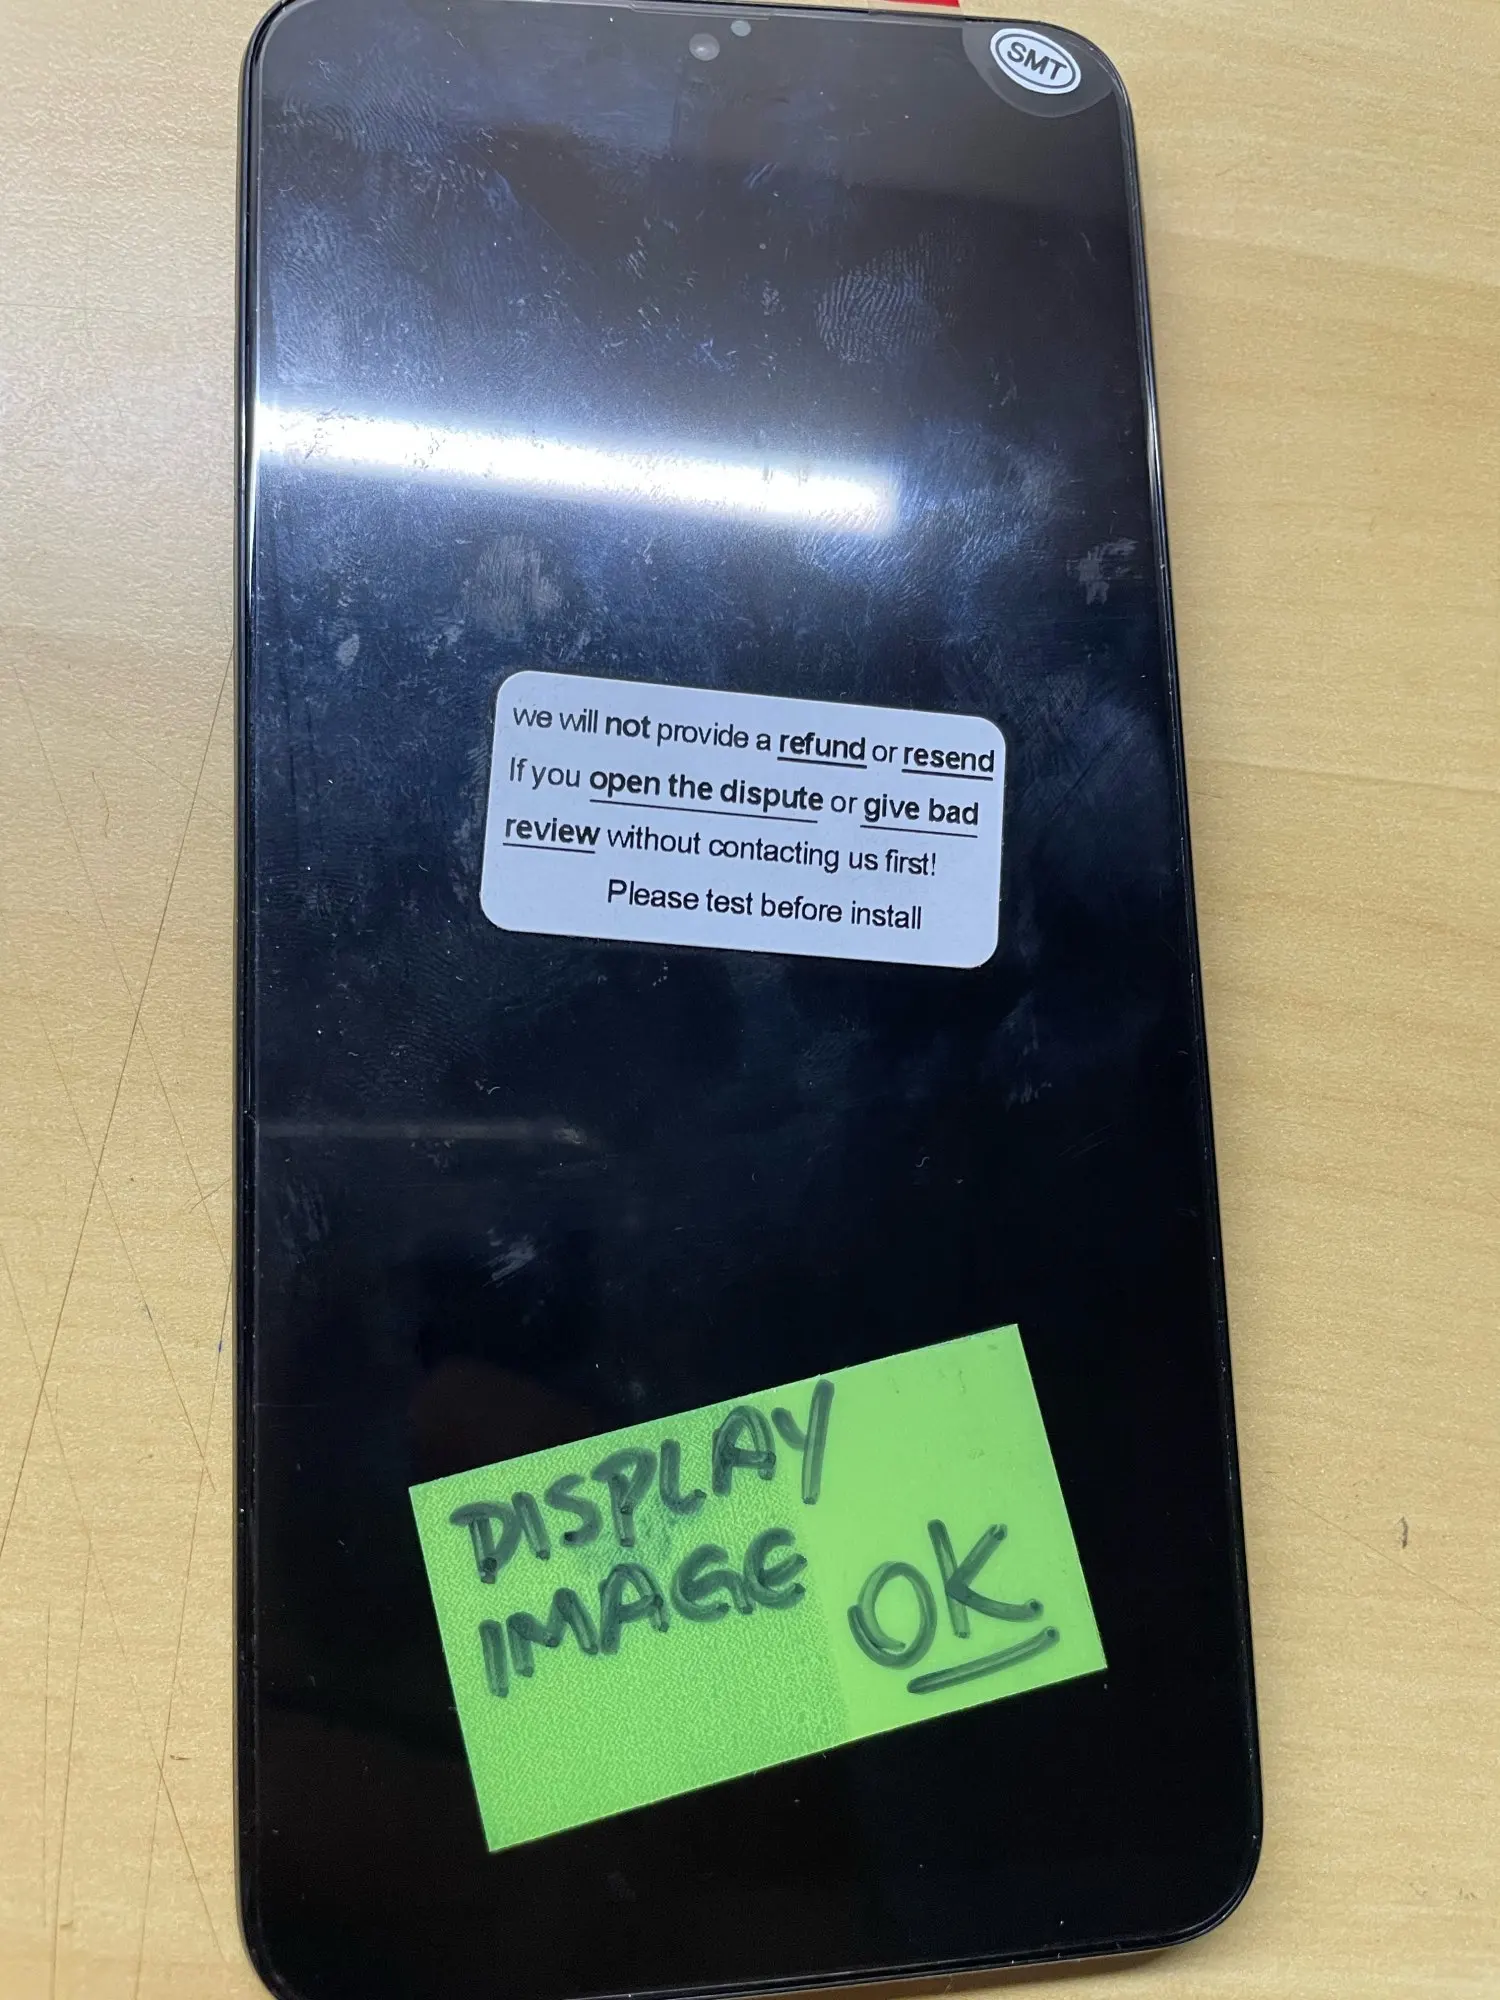 SMT
we will not provide a refund or resend
If you open the dispute or give bad
review without contacting us first!
Please test before install
DISPLAY
IMAGE OK